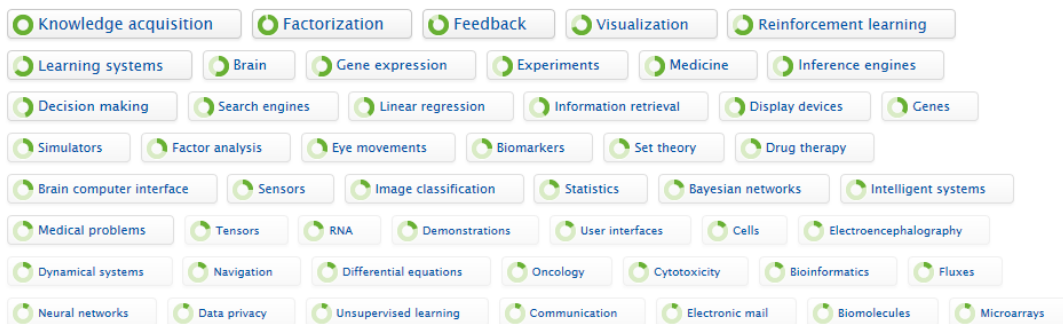 Knowledge acquisition Factorization Feedback Visualization Reinforcement learning
Learning systems Brain Gene expression Experiments Medicine Inference engines
Decision making Search engines Linear regression Information retrieval Display devices Genes
Simulators Factor analysis Eye movements Biomarkers Set theory Drug therapy
Brain computer interface Sensors Image classification Statistics Bayesian networks Intelligent systems
Medical problems Tensors RNA Demonstrations User interfaces Cells Electroencephalography
Dynamical systems Navigation Differential equations Oncology Cytotoxicity Bioinformatics Fluxes
Neural networks Data privacy Unsupervised learning Communication Electronic mail Biomolecules Microarrays